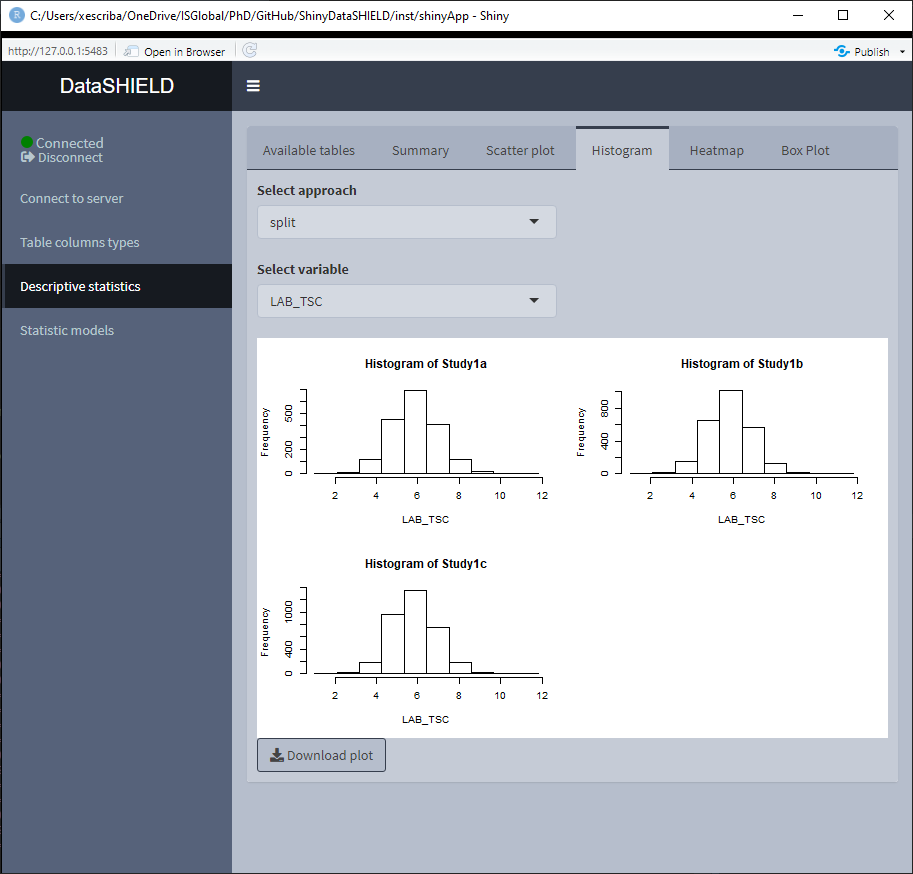 C:/Users/xescriba/OneDrive/ISGlobal/PhD/GitHub/ShinyDataSHIELD/inst/shinyApp - Shiny
http://127.0.0.1:5483 Open in Browser Publish
DataSHIELD
Connected
Disconnect
Connect to server
Table columns types
Descriptive statistics
Statistic models
Available tables Summary Scatter plot Histogram Heatmap Box Plot
Select approach
split
Select variable
LAB_TSC
Histogram of Study1a
Frequency
500
200
0
2 4 6 8 10 12
LAB_TSC
Histogram of Study1b
Frequency
800
400
0
2 4 6 8 10 12
LAB_TSC
Histogram of Study1c
Frequency
1000
400
0
2 4 6 8 10 12
LAB_TSC
Download plot